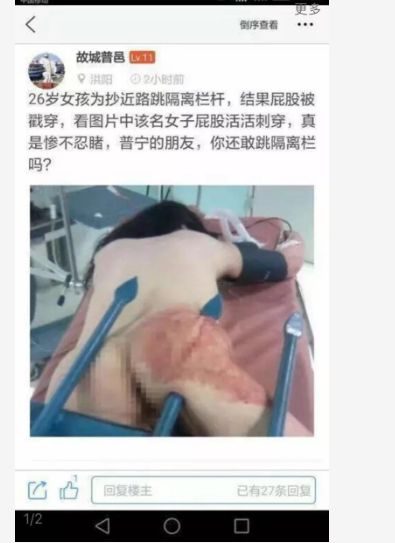 更多
倒序查看
故城普邑 Lv.11
洪阳 2小时前
26岁女孩为抄近路跳隔离栏杆，结果屁股被
戳穿，看图片中该名女子屁股活活刺穿，真
是惨不忍睹，普宁的朋友，你还敢跳隔离栏
吗？
回复楼主 已有27条回复
1/2